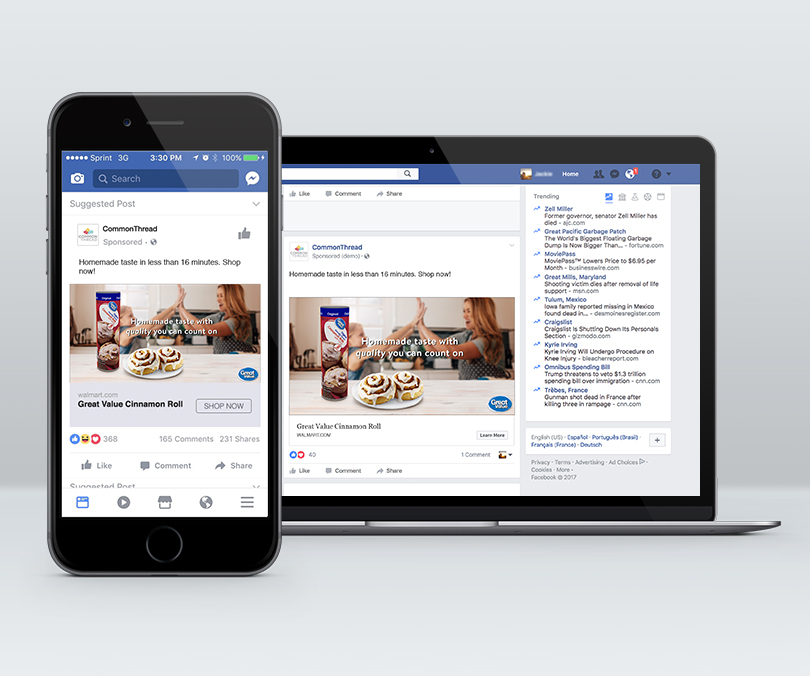 Sprint 3G 3:30 PM 100%
Search
Suggested Post
COMMON
THREAD
CommonThread
Sponsored ·
Homemade taste in less than 16 minutes. Shop
now!
Original
Homemade taste with
quality you can count on
Great
Value
walmart.com
Great Value Cinnamon Roll
SHOP NOW
368 165 Comments 231 Shares
Like Comment Share
Suggested Post
Home
Like Comment Share
CommonThread
Sponsored (demo) ·
Homemade taste in less than 16 minutes. Shop now!
Original
Homemade taste with
quality you can count on
Great
Value
Great Value Cinnamon Roll
WALMART.COM
Learn More
40 1 Comment
Like Comment Share
Trending
Zell Miller
Former governor, senator Zell Miller has
died - ajc.com
Great Pacific Garbage Patch
The World's Biggest Floating Garbage
Dump Is Now Bigger Than... - fortune.com
MoviePass
MoviePass™ Lowers Price to $6.95 per
Month - businesswire.com
Great Mills, Maryland
Shooting victim dies after removal of life
support - msn.com
Tulum, Mexico
Iowa family reported missing in Mexico
found dead in... - desmoinesregister.com
Craigslist
Craigslist Is Shutting Down Its Personals
Section - gizmodo.com
Kyrie Irving
Kyrie Irving Will Undergo Procedure on
Knee Injury - bleacherreport.com
Omnibus Spending Bill
Trump threatens to veto $1.3 trillion
spending bill over immigration - cnn.com
Trèbes, France
Gunman shot dead in France after
killing three in rampage - cnn.com
English (US) · Español · Português (Brasil) ·
Français (France) · Deutsch
Privacy · Terms · Advertising · Ad Choices
Cookies · More
Facebook © 2017